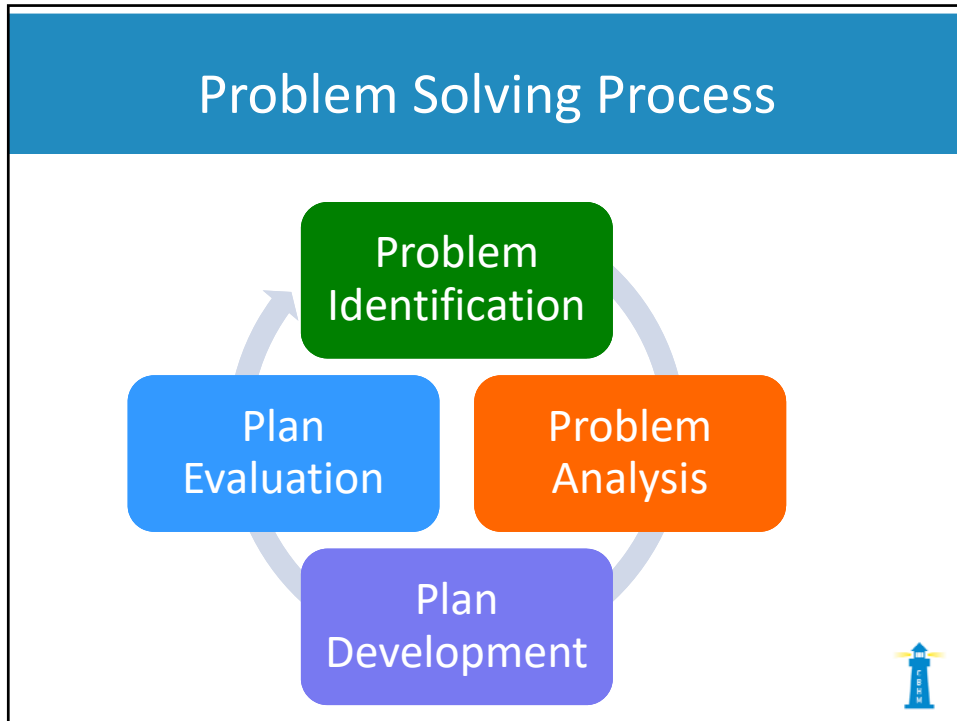 Problem Solving Process
Problem
Identification
Problem
Analysis
Plan
Development
Plan
Evaluation
C
B
H
M